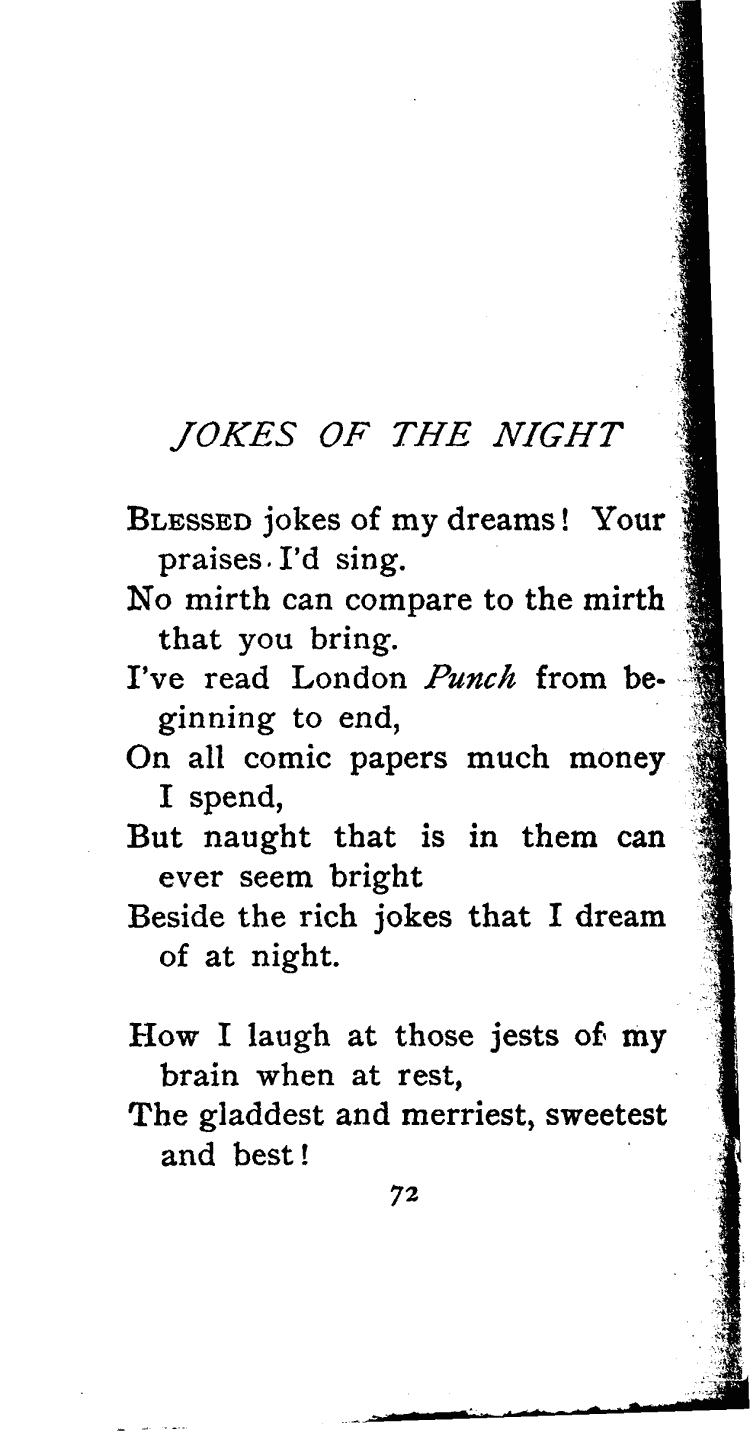 JOKES OF THE NIGHT
BLESSED jokes of my dreams! Your
praises I'd sing.
No mirth can compare to the mirth
that you bring.
I've read London Punch from be-
ginning to end,
On all comic papers much money
I spend,
But naught that is in them can
ever seem bright
Beside the rich jokes that I dream
of at night.
How I laugh at those jests of my
brain when at rest,
The gladdest and merriest, sweetest
and best!
72